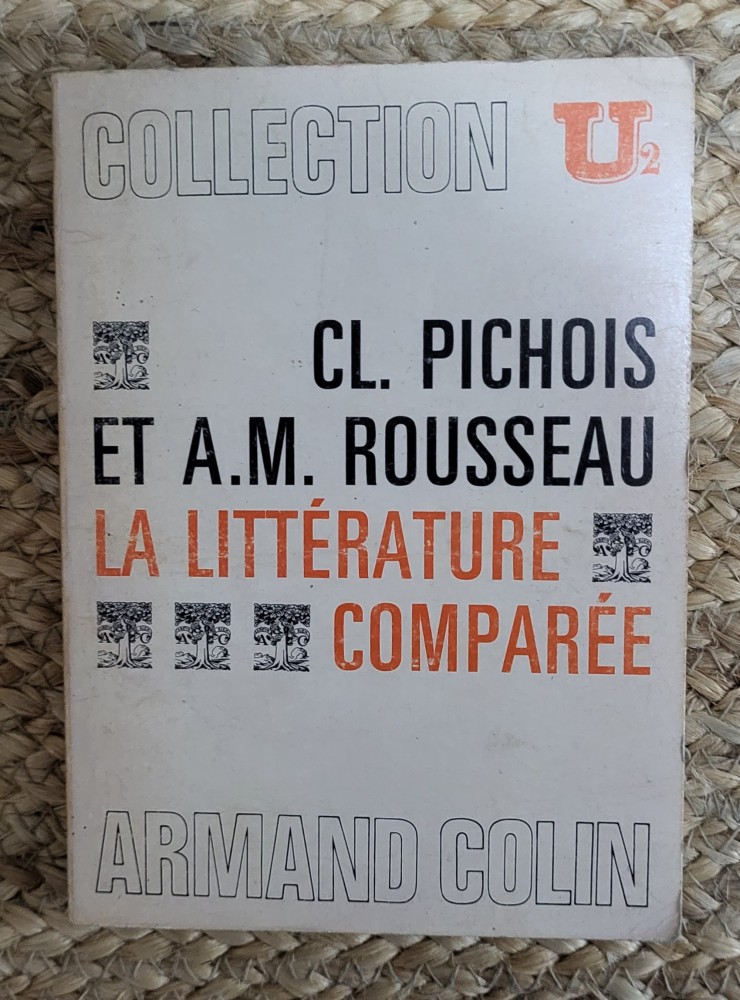 COLLECTION U2
CL. PICHOIS
ET A.M. ROUSSEAU
LA LITTÉRATURE
COMPARÉE
ARMAND COLIN